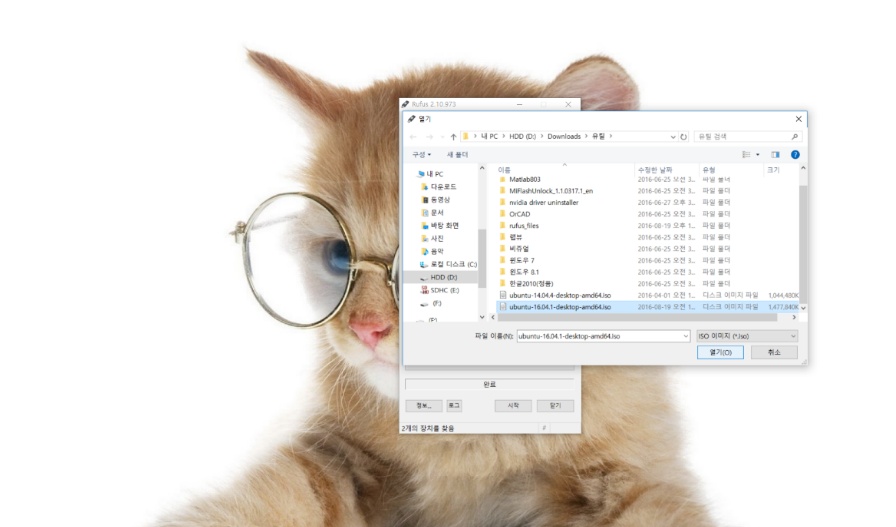 Rufus 2.10.973
열기
내 PC > HDD (D:) > Downloads > 유틸 >
유틸 검색
구성
새 폴더
내 PC
다운로드
동영상
문서
바탕 화면
사진
음악
로컬 디스크 (C:)
HDD (D:)
SDHC (E:)
(F:)
이름 수정한 날짜 유형 크기
Matlab803 2016-06-25 오전 3... 파일 폴더
MIFlashUnlock_1.1.0317.1_en 2016-06-25 오전 3... 파일 폴더
nvidia driver uninstaller 2016-06-27 오후 1... 파일 폴더
OrCAD 2016-06-25 오전 3... 파일 폴더
rufus_files 2016-08-19 오후 3... 파일 폴더
랩뷰 2016-06-25 오전 3... 파일 폴더
비쥬얼 2016-06-25 오전 3... 파일 폴더
윈도우 7 2016-06-25 오전 3... 파일 폴더
윈도우 8.1 2016-06-25 오전 3... 파일 폴더
한글2010(정품) 2016-06-25 오전 3... 파일 폴더
ubuntu-14.04.4-desktop-amd64.iso 2016-04-01 오전 1... 디스크 이미지 파일 1,044,480K
ubuntu-16.04.1-desktop-amd64.iso 2016-08-18 오전 1... 디스크 이미지 파일 1,477,840K
파일 이름(N): ubuntu-16.04.1-desktop-amd64.iso ISO 이미지 (*.iso)
열기(O) 취소
완료
정보... 로그 시작 닫기
2개의 장치를 찾음 #